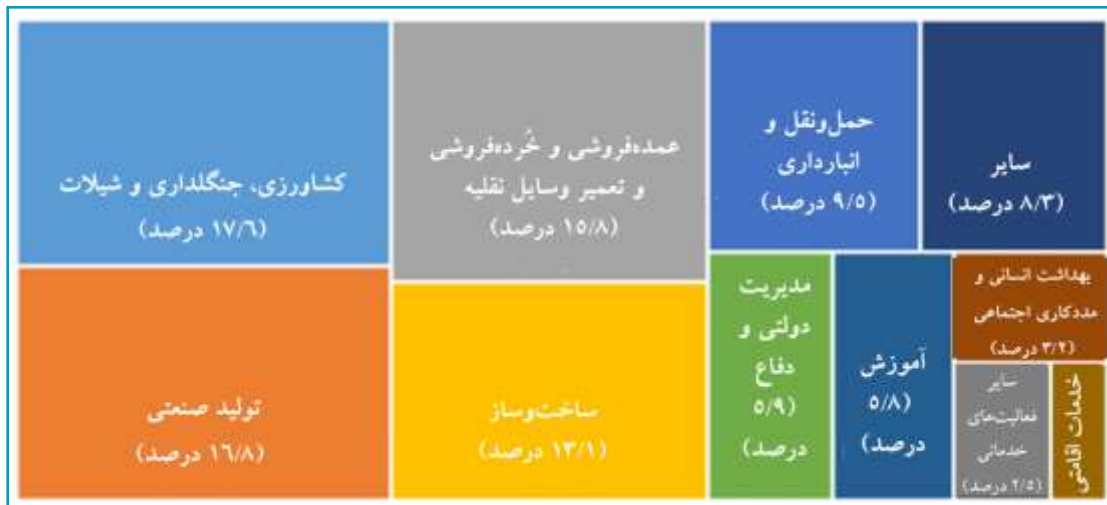 کشاورزی، جنگلداری و شیلات
(۱۷/۶ درصد)
عمده‌فروشی و خُرده‌فروشی
و تعمیر وسایل نقلیه
(۱۵/۸ درصد)
حمل‌ونقل و
انبارداری
(۹/۵ درصد)
سایر
(۸/۳ درصد)
تولید صنعتی
(۱۶/۸ درصد)
ساخت‌وساز
(۱۳/۱ درصد)
مدیریت
دولتی و
دفاع
(۵/۹
درصد)
آموزش
(۵/۸
درصد)
بهداشت انسانی و
مددکاری اجتماعی
(۳/۲ درصد)
سایر
فعالیت‌های
خدماتی
(۲/۵ درصد)
خدمات اقامتی